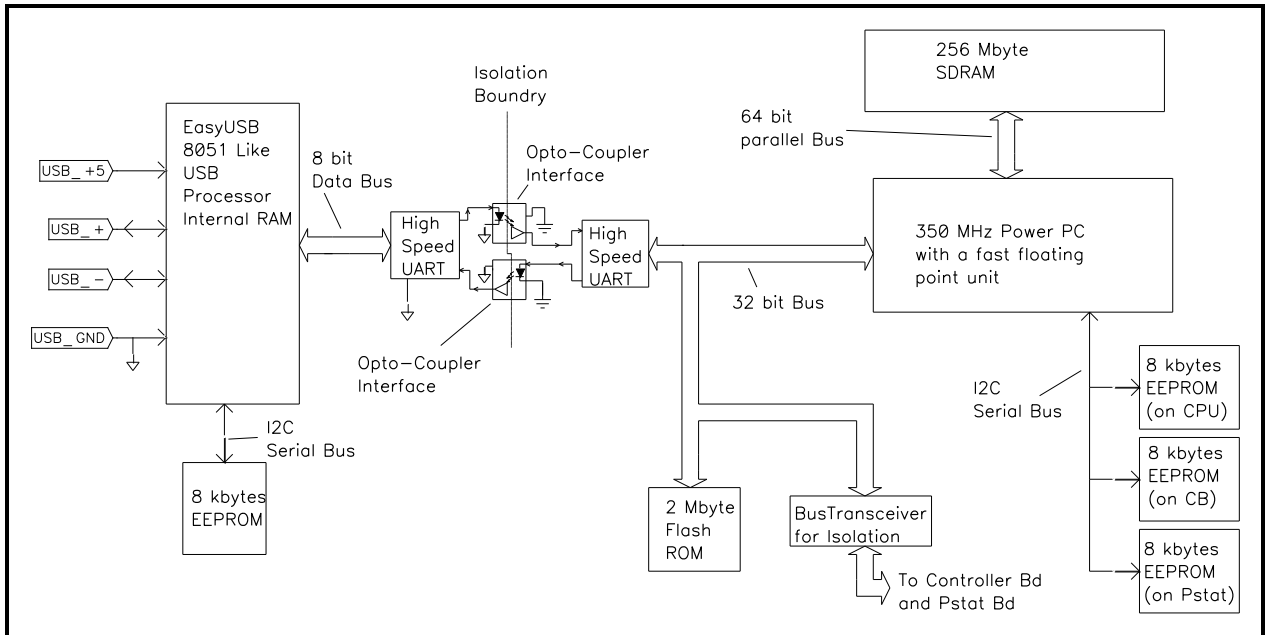 256 Mbyte
SDRAM
Isolation
Boundry
64 bit
parallel Bus
EasyUSB
8051 Like
USB
Processor
Internal RAM
USB_+5
USB_+
USB_-
USB_GND
8 bit
Data Bus
Opto-Coupler
Interface
High
Speed
UART
High
Speed
UART
350 MHz Power PC
with a fast floating
point unit
32 bit Bus
Opto-Coupler
Interface
I2C
Serial Bus
8 kbytes
EEPROM
I2C
Serial Bus
8 kbytes
EEPROM
(on CPU)
8 kbytes
EEPROM
(on CB)
8 kbytes
EEPROM
(on Pstat)
2 Mbyte
Flash
ROM
BusTransceiver
for Isolation
To Controller Bd
and Pstat Bd